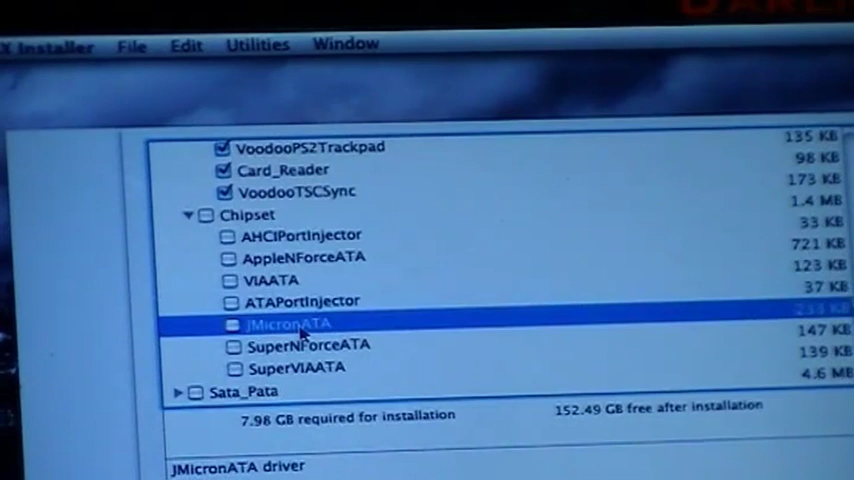 X Installer File Edit Utilities Window
VoodooPS2Trackpad 135 KB
Card_Reader 98 KB
VoodooTSCSync 173 KB
Chipset 1.4 MB
AHCIPortInjector 33 KB
AppleNForceATA 721 KB
VIAATA 123 KB
ATAPortInjector 37 KB
JMicronATA 233 KB
SuperNForceATA 147 KB
SuperVIAATA 139 KB
Sata_Pata 4.6 MB
7.98 GB required for installation 152.49 GB free after installation
JMicronATA driver